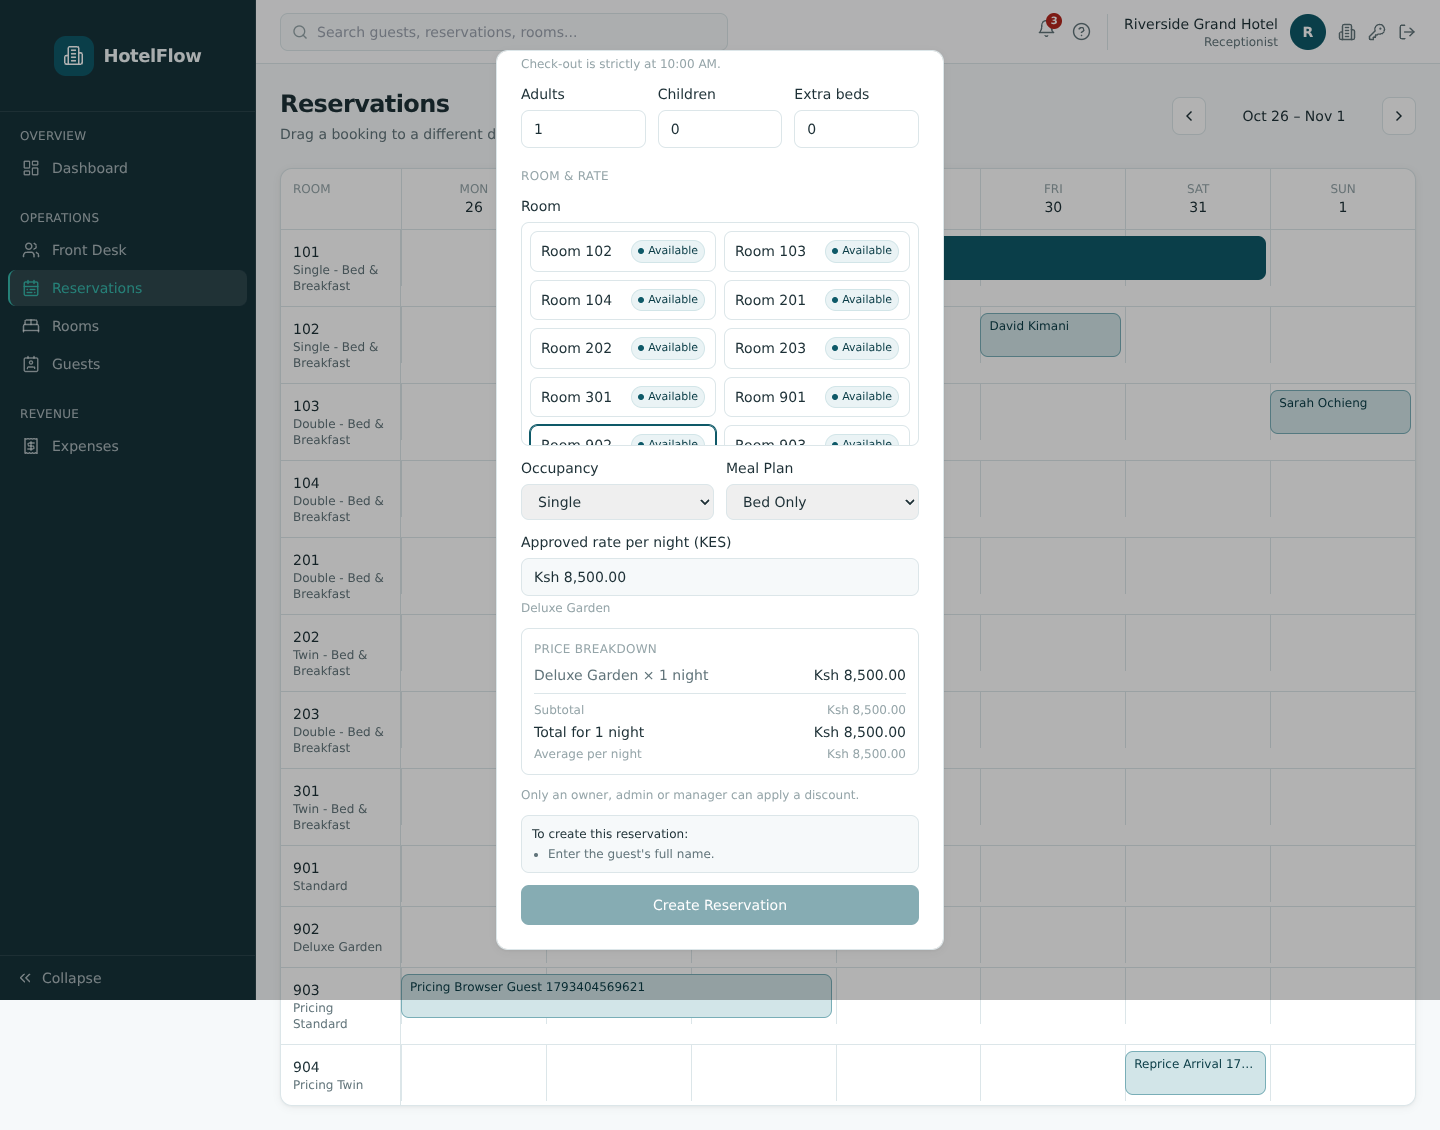 HotelFlow
OVERVIEW
Dashboard
OPERATIONS
Front Desk
Reservations
Rooms
Guests
REVENUE
Expenses
Collapse
Search guests, reservations, rooms...
3
Riverside Grand Hotel
Receptionist
R
Reservations
Drag a booking to a different d
Oct 26 – Nov 1
ROOM
MON
26
FRI
30
SAT
31
SUN
1
101
Single - Bed &
Breakfast
102
Single - Bed &
Breakfast
David Kimani
103
Double - Bed &
Breakfast
Sarah Ochieng
104
Double - Bed &
Breakfast
201
Double - Bed &
Breakfast
202
Twin - Bed &
Breakfast
203
Double - Bed &
Breakfast
301
Twin - Bed &
Breakfast
901
Standard
902
Deluxe Garden
903
Pricing
Standard
Pricing Browser Guest 1793404569621
904
Pricing Twin
Reprice Arrival 17...
Check-out is strictly at 10:00 AM.
Adults
Children
Extra beds
1
0
0
ROOM & RATE
Room
Room 102 Available
Room 103 Available
Room 104 Available
Room 201 Available
Room 202 Available
Room 203 Available
Room 301 Available
Room 901 Available
Room 902 Available
Room 903 Available
Occupancy
Meal Plan
Single
Bed Only
Approved rate per night (KES)
Ksh 8,500.00
Deluxe Garden
PRICE BREAKDOWN
Deluxe Garden × 1 night Ksh 8,500.00
Subtotal Ksh 8,500.00
Total for 1 night Ksh 8,500.00
Average per night Ksh 8,500.00
Only an owner, admin or manager can apply a discount.
To create this reservation:
• Enter the guest's full name.
Create Reservation